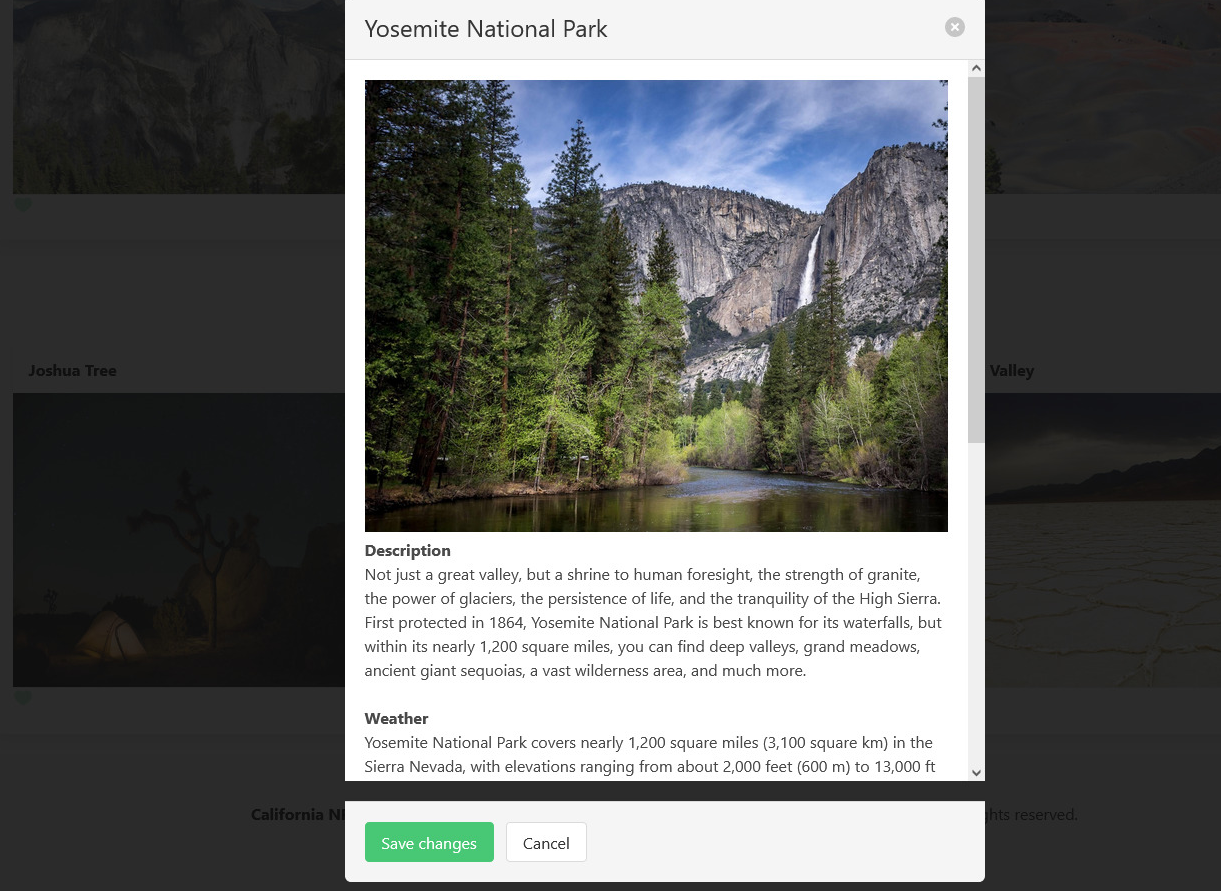 Yosemite National Park
Joshua Tree
Valley
Description
Not just a great valley, but a shrine to human foresight, the strength of granite,
the power of glaciers, the persistence of life, and the tranquility of the High Sierra.
First protected in 1864, Yosemite National Park is best known for its waterfalls, but
within its nearly 1,200 square miles, you can find deep valleys, grand meadows,
ancient giant sequoias, a vast wilderness area, and much more.
Weather
Yosemite National Park covers nearly 1,200 square miles (3,100 square km) in the
Sierra Nevada, with elevations ranging from about 2,000 feet (600 m) to 13,000 ft
California
hts reserved.
Save changes
Cancel